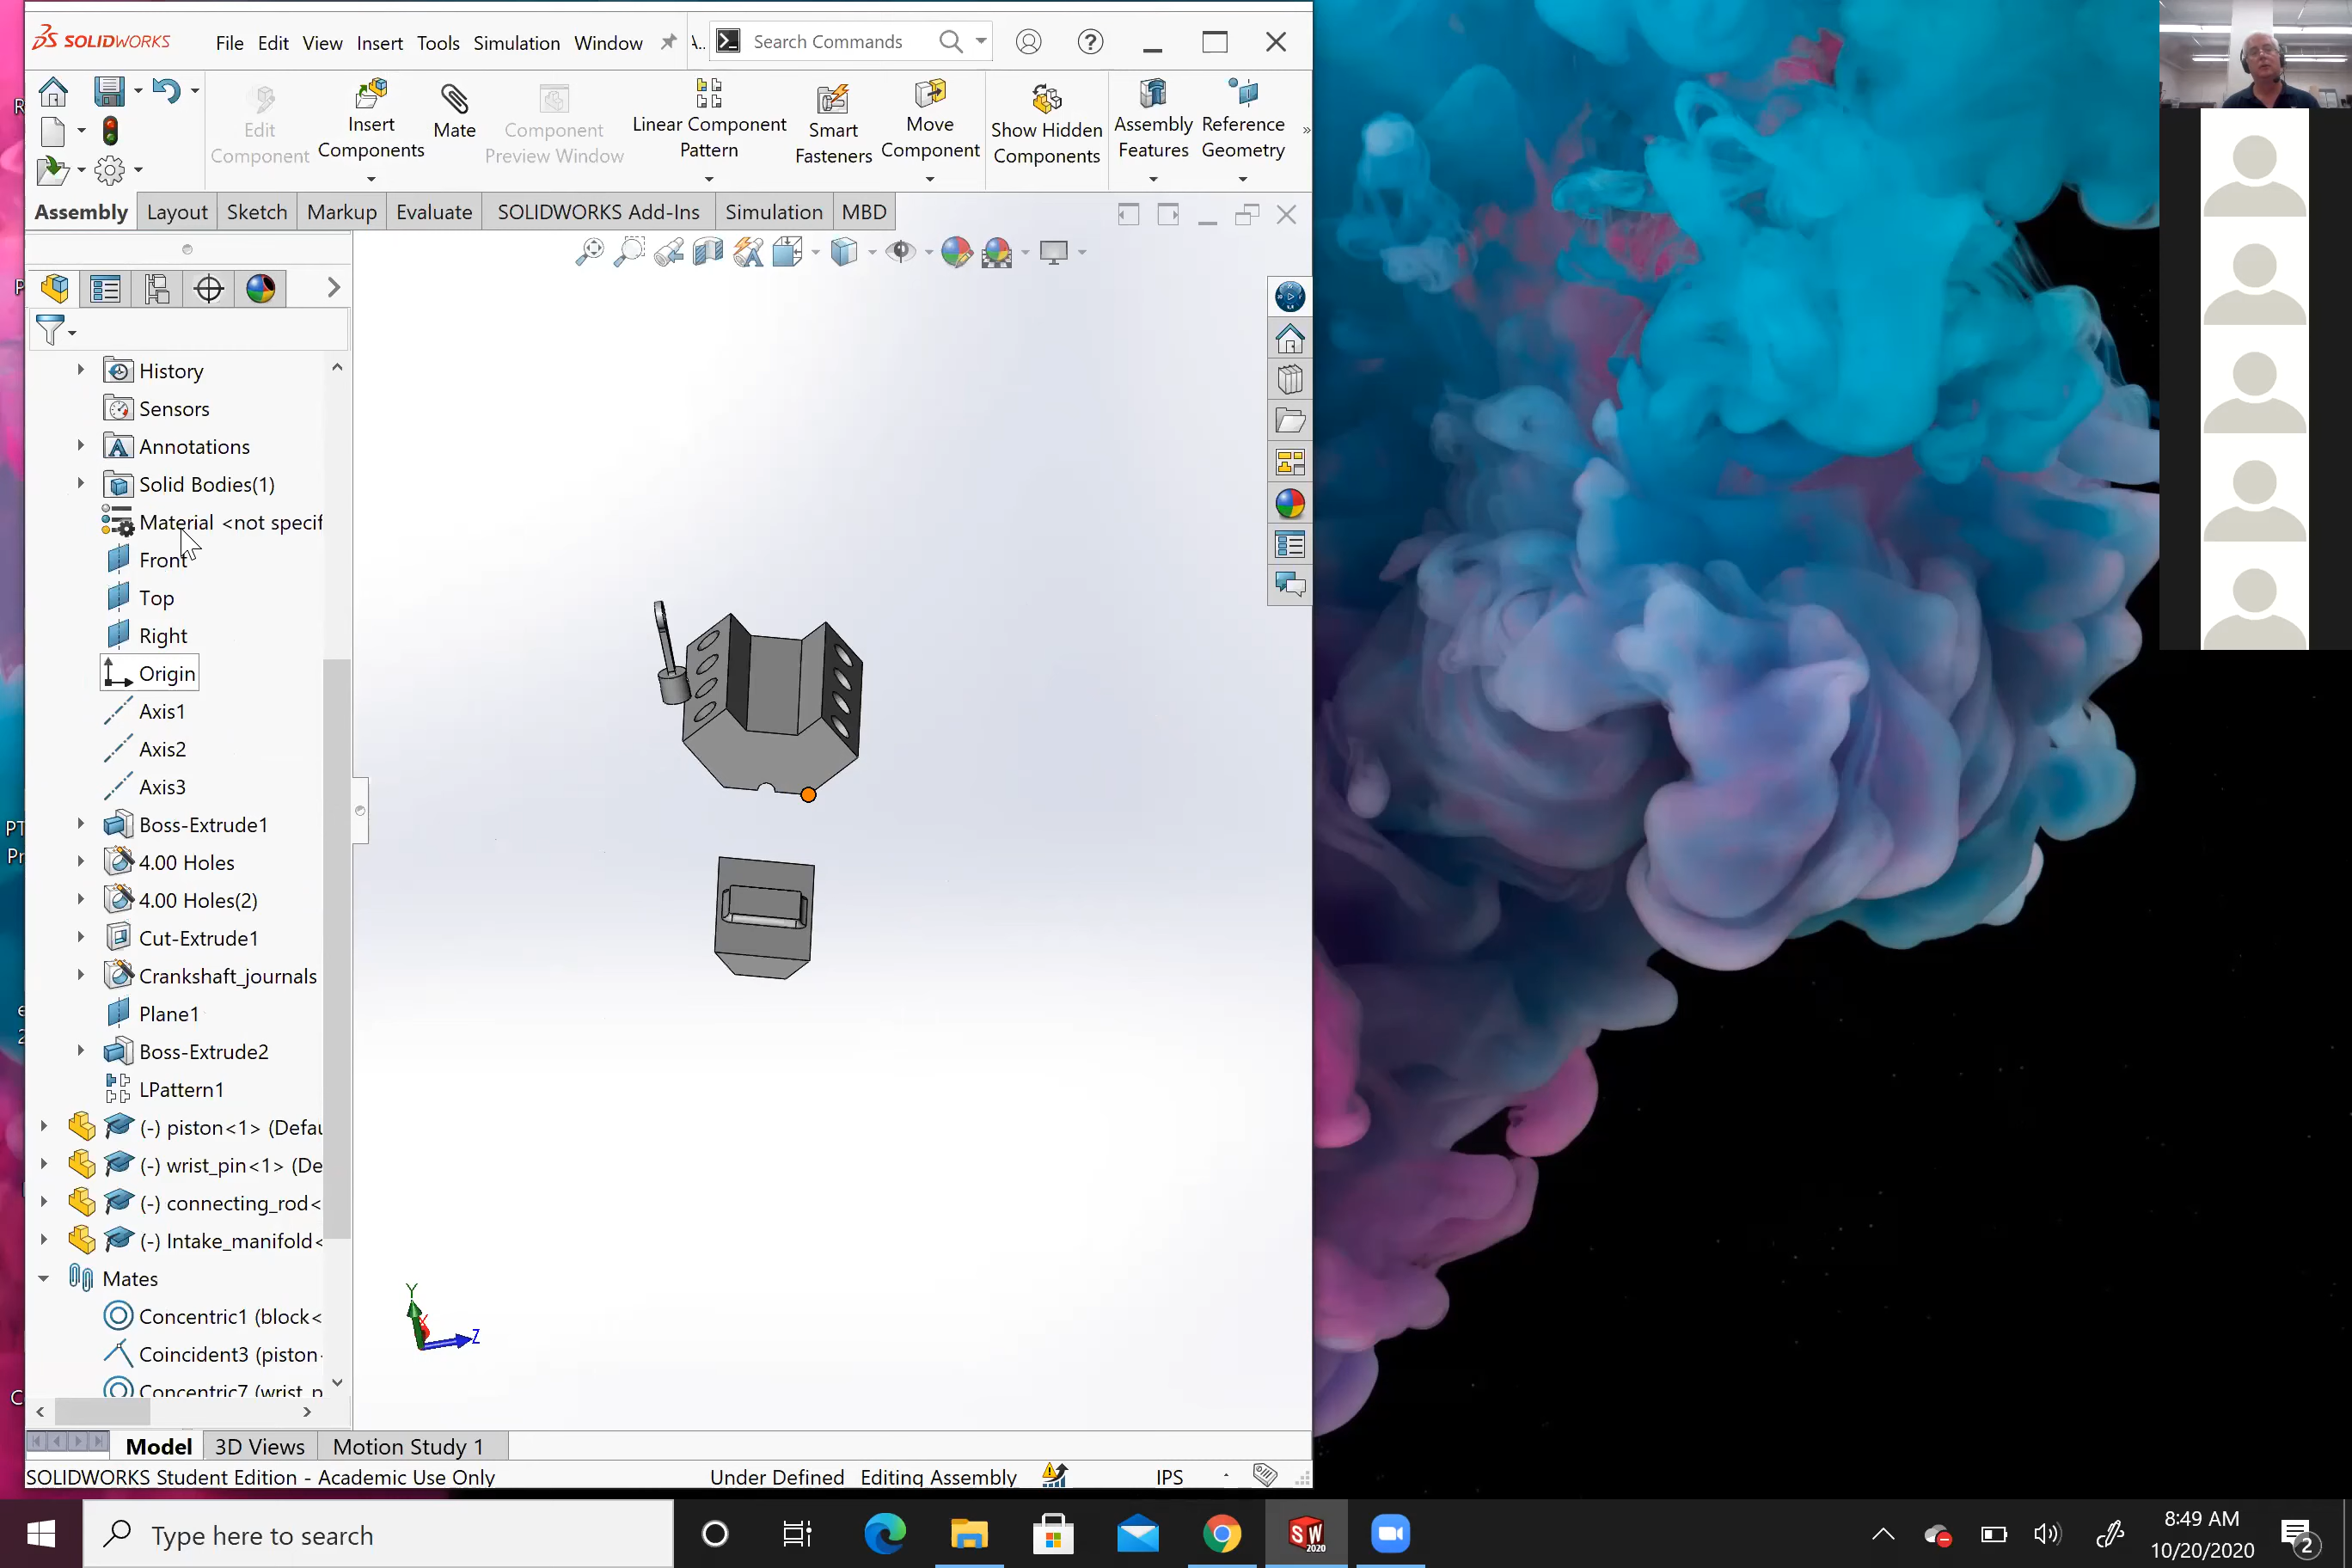 SOLIDWORKS File Edit View Insert Tools Simulation Window A.. Search Commands
Edit Component
Insert Components
Mate
Component Preview Window
Linear Component Pattern
Smart Fasteners
Move Component
Show Hidden Components
Assembly Features
Reference Geometry
»
Assembly Layout Sketch Markup Evaluate SOLIDWORKS Add-Ins Simulation MBD
History
Sensors
Annotations
Solid Bodies(1)
Material <not specif
Front
Top
Right
Origin
Axis1
Axis2
Axis3
Boss-Extrude1
4.00 Holes
4.00 Holes(2)
Cut-Extrude1
Crankshaft_journals
Plane1
Boss-Extrude2
LPattern1
(-) piston<1> (Defau
(-) wrist_pin<1> (De
(-) connecting_rod<
(-) Intake_manifold<
Mates
Concentric1 (block<
Coincident3 (piston
Concentric7 (wrist_p
Y
Z
Model 3D Views Motion Study 1
SOLIDWORKS Student Edition - Academic Use Only Under Defined Editing Assembly IPS
Type here to search
SW 2020
8:49 AM
10/20/2020
2